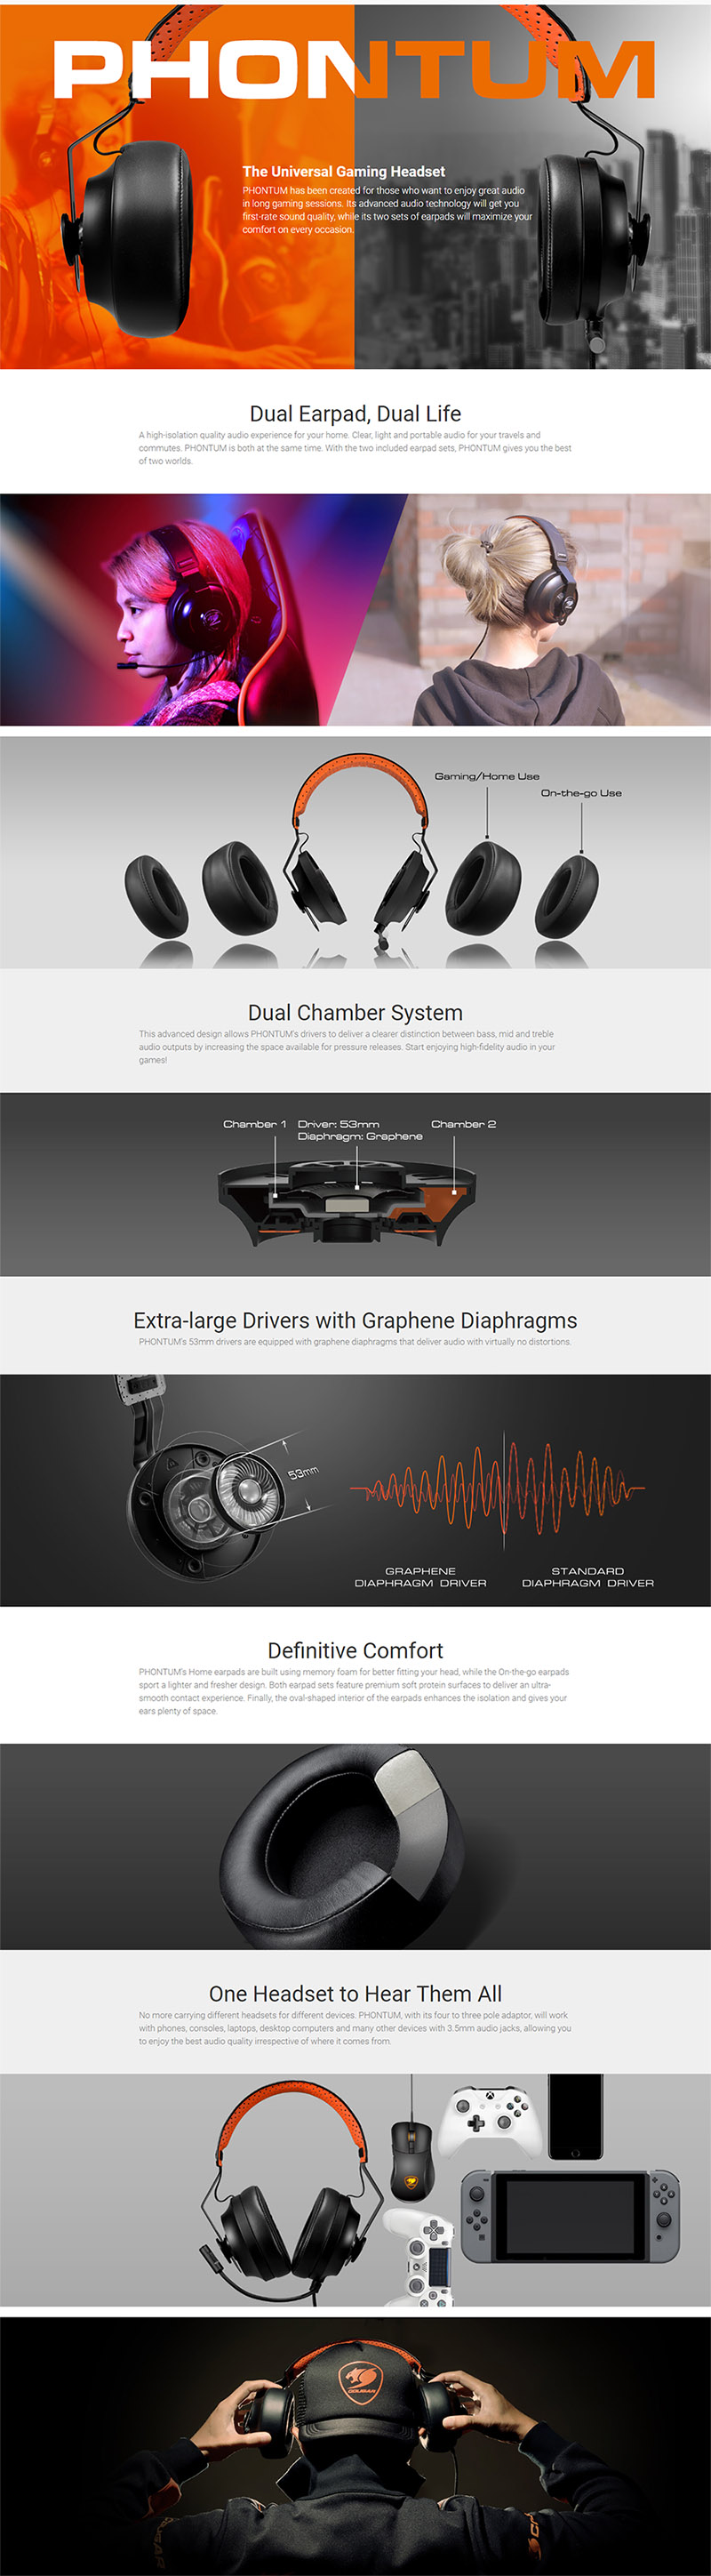 PHONTUM
The Universal Gaming Headset
PHONTUM has been created for those who want to enjoy great audio
in long gaming sessions. Its advanced audio technology will get you
first-rate sound quality, while its two sets of earpads will maximize your
comfort on every occasion.
Dual Earpad, Dual Life
A high-isolation quality audio experience for your home. Clear, light and portable audio for your travels and
commutes. PHONTUM is both at the same time. With the two included earpad sets, PHONTUM gives you the best
of two worlds.
Gaming/Home Use
On-the-go Use
Dual Chamber System
This advanced design allows PHONTUM's drivers to deliver a clearer distinction between bass, mid and treble
audio outputs by increasing the space available for pressure releases. Start enjoying high-fidelity audio in your
games!
Chamber 1 Driver: 53mm Chamber 2
Diaphragm: Graphene
Extra-large Drivers with Graphene Diaphragms
PHONTUM's 53mm drivers are equipped with graphene diaphragms that deliver audio with virtually no distortions.
53mm
GRAPHENE STANDARD
DIAPHRAGM DRIVER DIAPHRAGM DRIVER
Definitive Comfort
PHONTUM's Home earpads are built using memory foam for better fitting your head, while the On-the-go earpads
sport a lighter and fresher design. Both earpad sets feature premium soft protein surfaces to deliver an ultra-
smooth contact experience. Finally, the oval-shaped interior of the earpads enhances the isolation and gives your
ears plenty of space.
One Headset to Hear Them All
No more carrying different headsets for different devices. PHONTUM, with its four to three pole adaptor, will work
with phones, consoles, laptops, desktop computers and many other devices with 3.5mm audio jacks, allowing you
to enjoy the best audio quality irrespective of where it comes from.
COUGAR
COUGAR